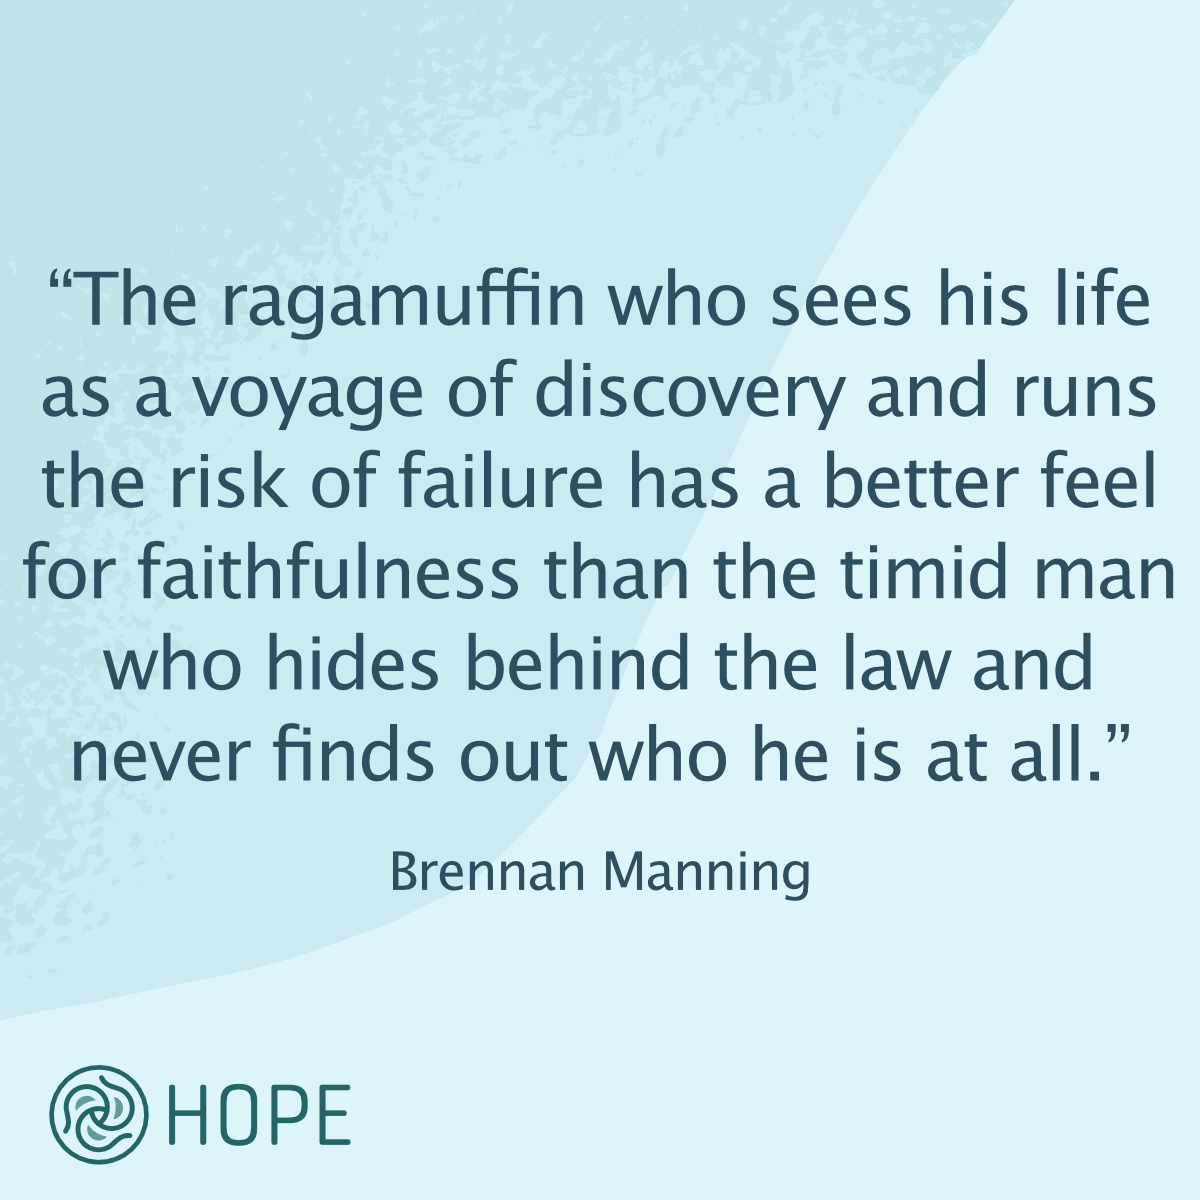 “The ragamuffin who sees his life
as a voyage of discovery and runs
the risk of failure has a better feel
for faithfulness than the timid man
who hides behind the law and
never finds out who he is at all.”
Brennan Manning
HOPE